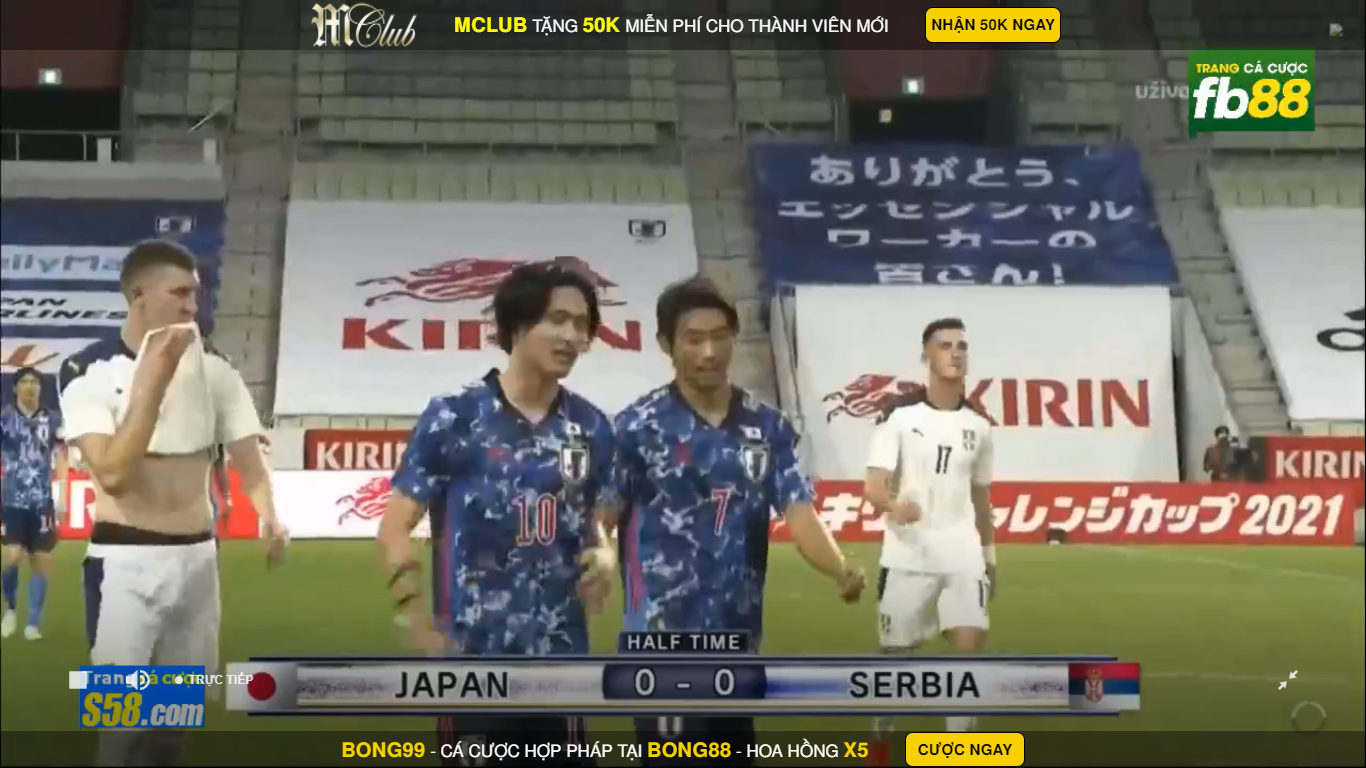 MClub
MCLUB TẶNG 50K MIỄN PHÍ CHO THÀNH VIÊN MỚI
NHẬN 50K NGAY
TRANG CÁ CƯỢC
uživo
fb88
ありがとう、
エッセンシャル
ワーカーの
皆さん!
KIRIN
KIRIN
17
KIRIN
KIRIN
10
7
キリンチャレンジカップ 2021
HALF TIME
JAPAN 0 - 0 SERBIA
TRỰC TIẾP
S58.com
BONG99 - CÁ CƯỢC HỢP PHÁP TẠI BONG88 - HOA HỒNG X5
CƯỢC NGAY